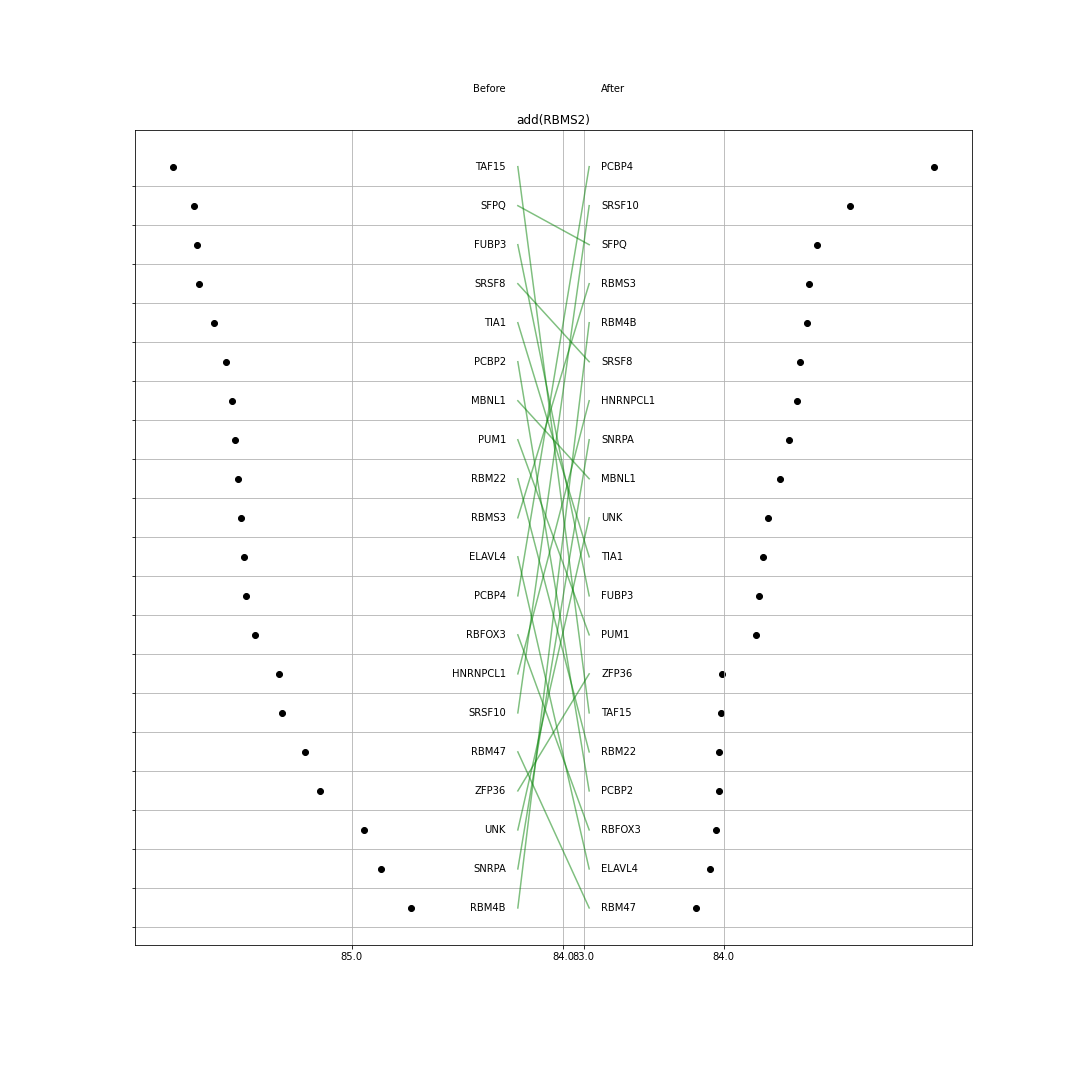 Before After
add(RBMS2)
TAF15 PCBP4
SFPQ SRSF10
FUBP3 SFPQ
SRSF8 RBMS3
TIA1 RBM4B
PCBP2 SRSF8
MBNL1 HNRNPCL1
PUM1 SNRPA
RBM22 MBNL1
RBMS3 UNK
ELAVL4 TIA1
PCBP4 FUBP3
RBFOX3 PUM1
HNRNPCL1 ZFP36
SRSF10 TAF15
RBM47 RBM22
ZFP36 PCBP2
UNK RBFOX3
SNRPA ELAVL4
RBM4B RBM47
85.0 84.0 83.0 84.0